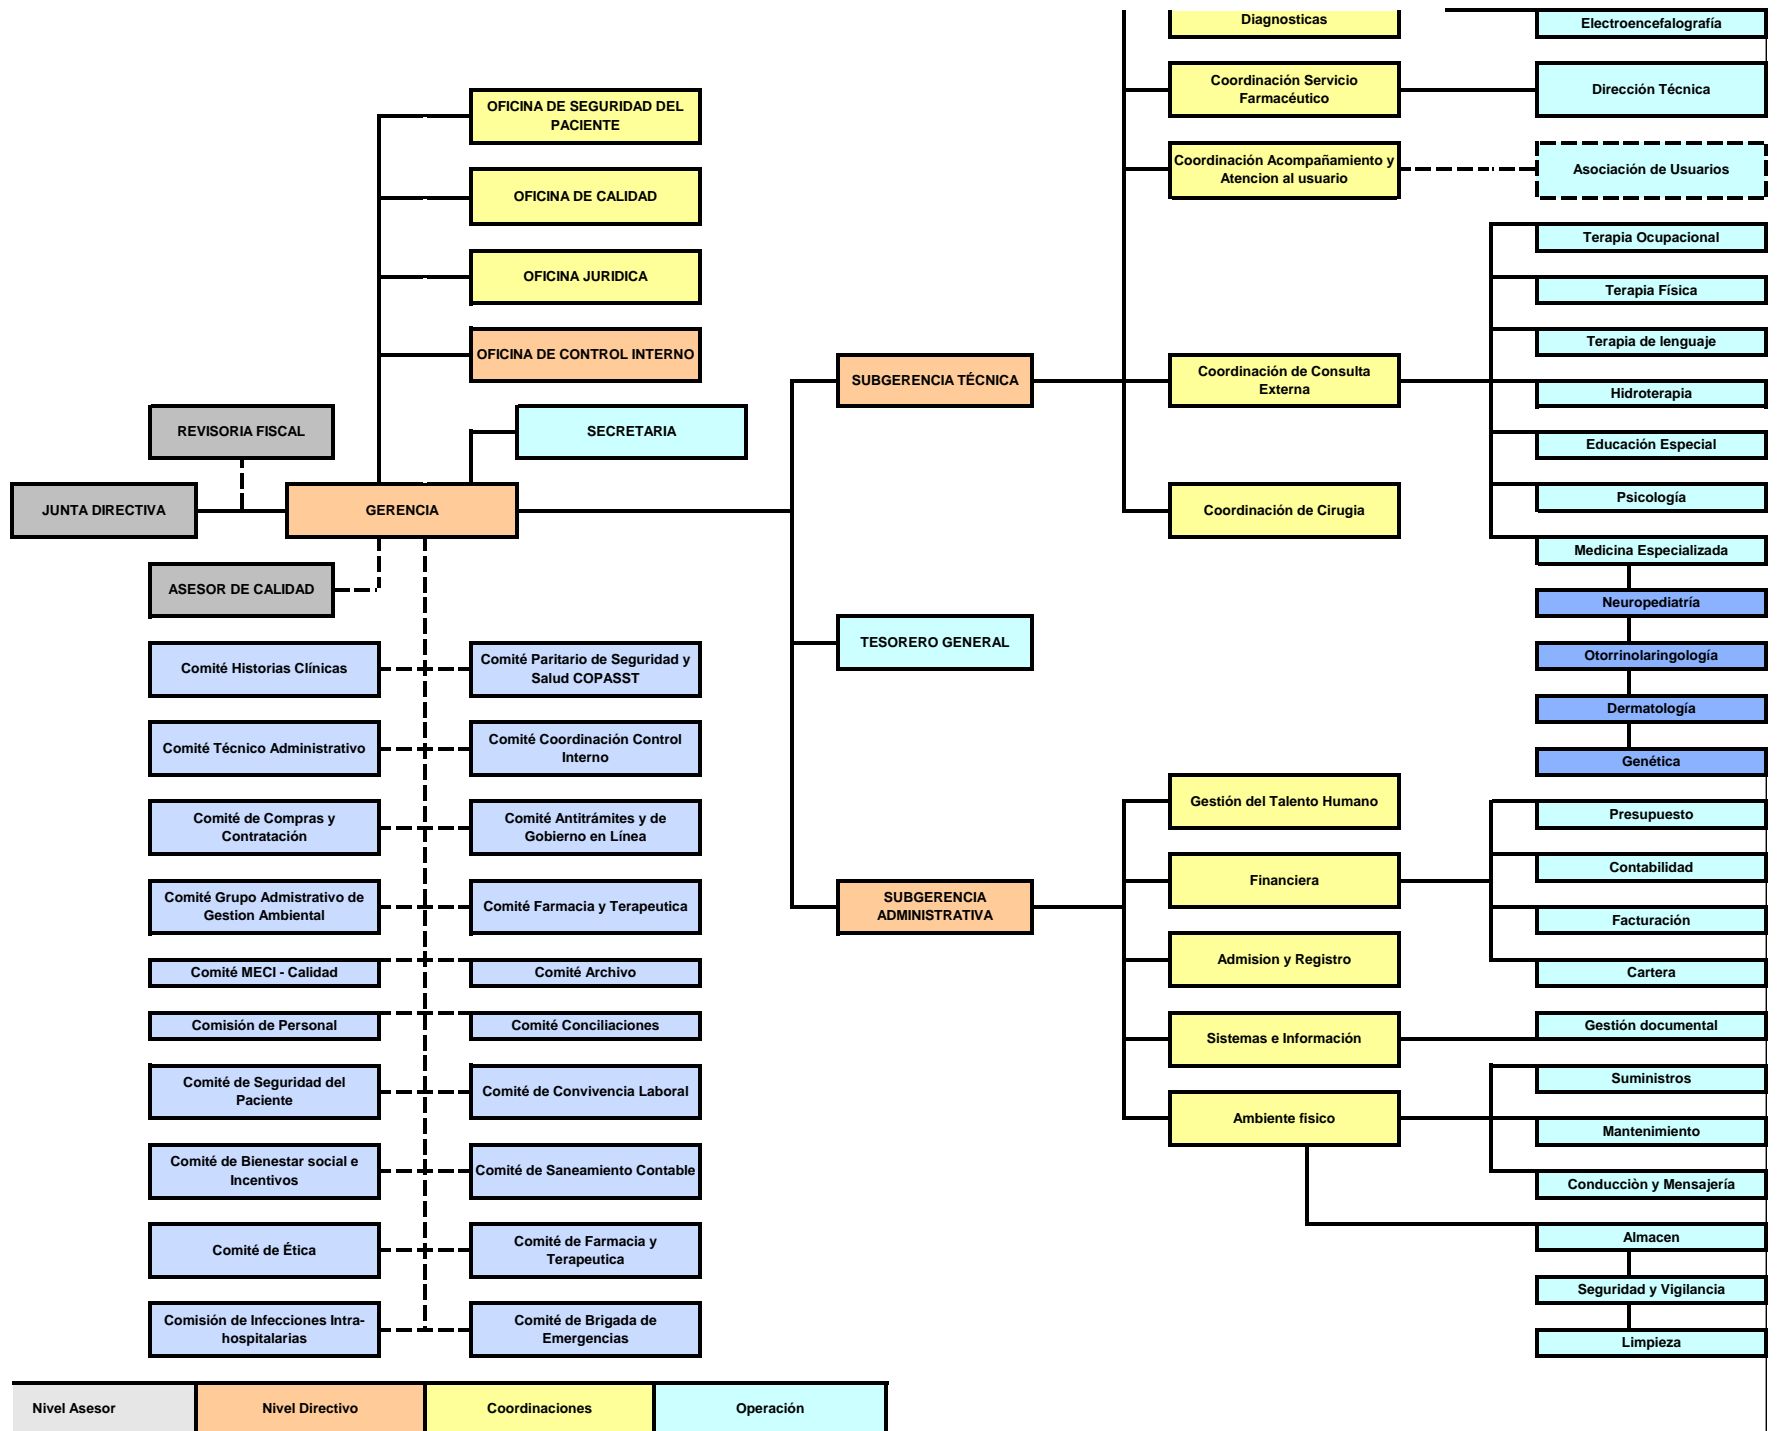 Diagnosticas
Electroencefalografía
Coordinación Servicio
Farmacéutico
Dirección Técnica
OFICINA DE SEGURIDAD DEL
PACIENTE
Coordinación Acompañamiento y
Atencion al usuario
Asociación de Usuarios
OFICINA DE CALIDAD
Terapia Ocupacional
OFICINA JURIDICA
Terapia Física
OFICINA DE CONTROL INTERNO
Terapia de lenguaje
SUBGERENCIA TÉCNICA
Coordinación de Consulta
Externa
Hidroterapia
REVISORIA FISCAL
SECRETARIA
Educación Especial
JUNTA DIRECTIVA
GERENCIA
Coordinación de Cirugia
Psicología
Medicina Especializada
ASESOR DE CALIDAD
Neuropediatría
Comité Historias Clínicas
Comité Paritario de Seguridad y
Salud COPASST
TESORERO GENERAL
Otorrinolaringología
Dermatología
Comité Técnico Administrativo
Comité Coordinación Control
Interno
Genética
Gestión del Talento Humano
Presupuesto
Comité de Compras y
Contratación
Comité Antitrámites y de
Gobierno en Línea
Contabilidad
Financiera
Comité Grupo Admistrativo de
Gestion Ambiental
Comité Farmacia y Terapeutica
SUBGERENCIA
ADMINISTRATIVA
Facturación
Admision y Registro
Comité MECI - Calidad
Comité Archivo
Cartera
Comisión de Personal
Comité Conciliaciones
Sistemas e Información
Gestión documental
Comité de Seguridad del
Paciente
Comité de Convivencia Laboral
Suministros
Ambiente fisico
Mantenimiento
Comité de Bienestar social e
Incentivos
Comité de Saneamiento Contable
Conducciòn y Mensajería
Comité de Ética
Comité de Farmacia y
Terapeutica
Almacen
Seguridad y Vigilancia
Comisión de Infecciones Intra-
hospitalarias
Comité de Brigada de
Emergencias
Limpieza
Nivel Asesor
Nivel Directivo
Coordinaciones
Operación